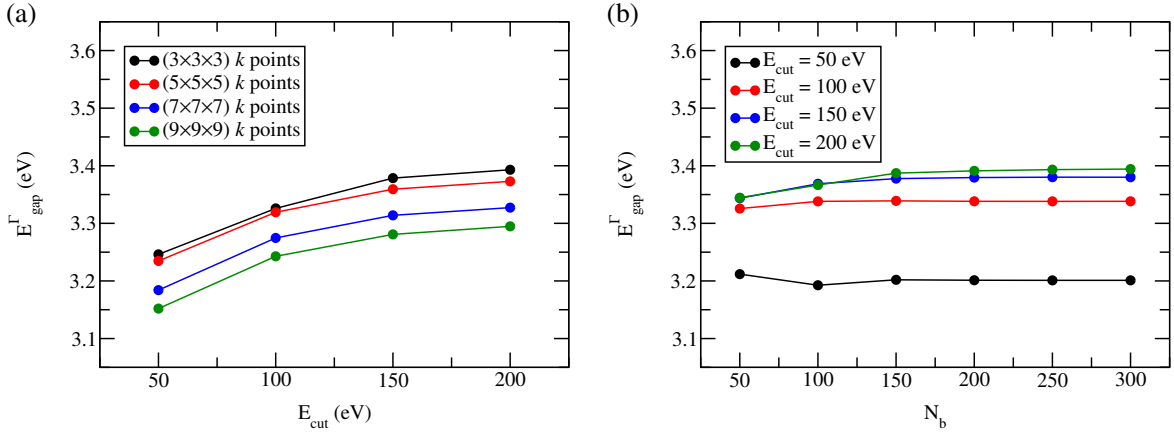 (a)
3.6
3.5
3.4
3.3
3.2
3.1
E^Γ_gap (eV)
(3×3×3) k points
(5×5×5) k points
(7×7×7) k points
(9×9×9) k points
50 100 150 200
E_cut (eV)
(b)
3.6
3.5
3.4
3.3
3.2
3.1
E^Γ_gap (eV)
E_cut = 50 eV
E_cut = 100 eV
E_cut = 150 eV
E_cut = 200 eV
50 100 150 200 250 300
N_b